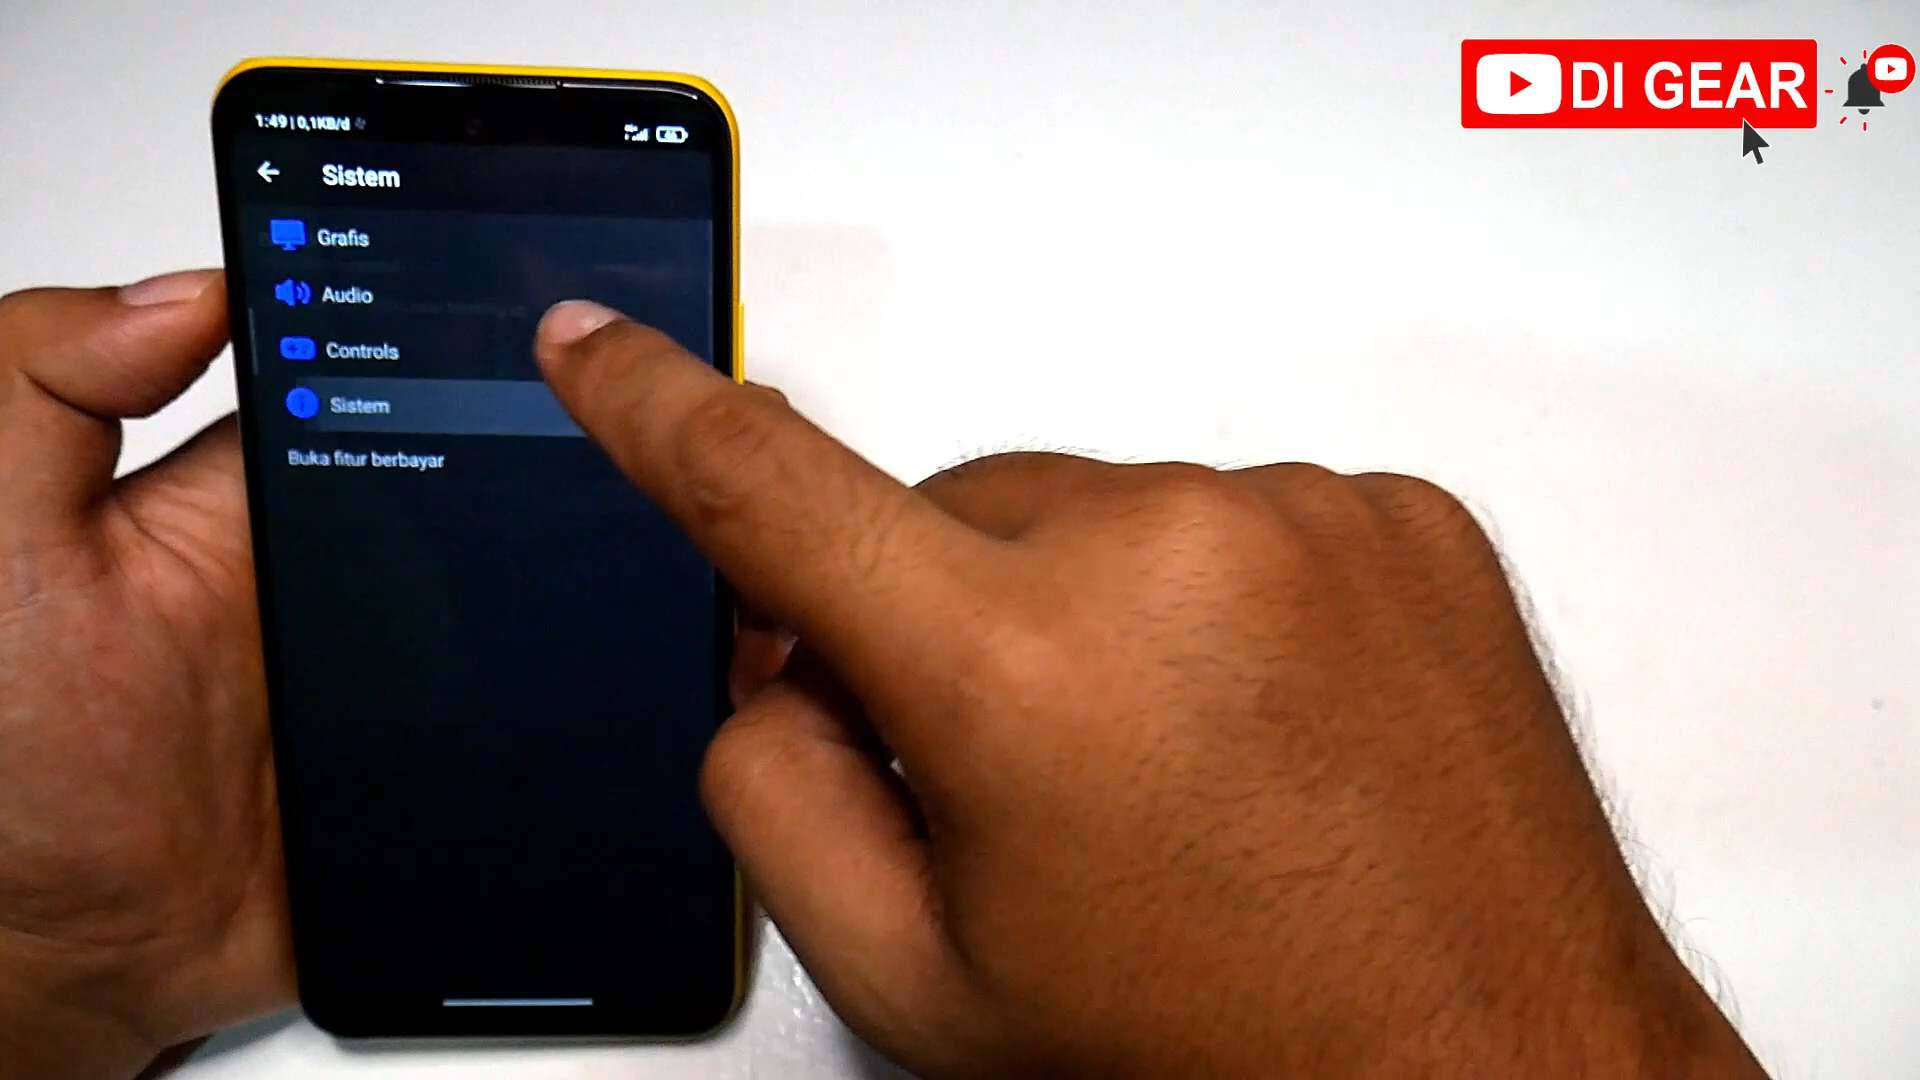 DI GEAR
1:49 | 0,1KB/d
Sistem
Grafis
Audio
Controls
Sistem
Buka fitur berbayar